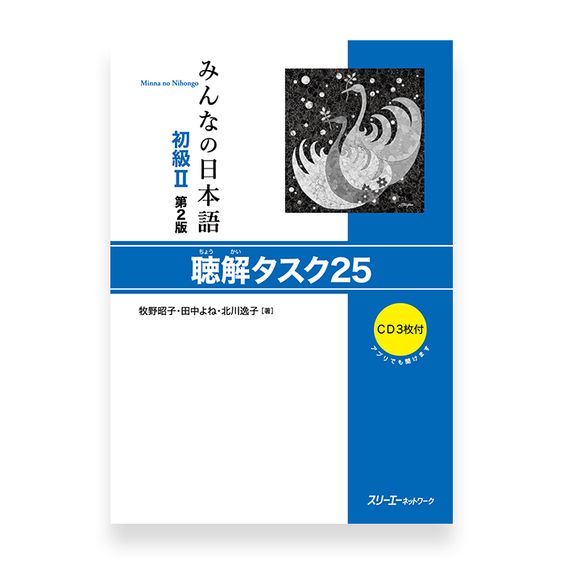 Minna no Nihongo
みんなの日本語
初級Ⅱ 第2版
ちょう かい
聴解タスク25
牧野昭子・田中よね・北川逸子［著］
CD3枚付
アプリでも聞けます
スリーエーネットワーク